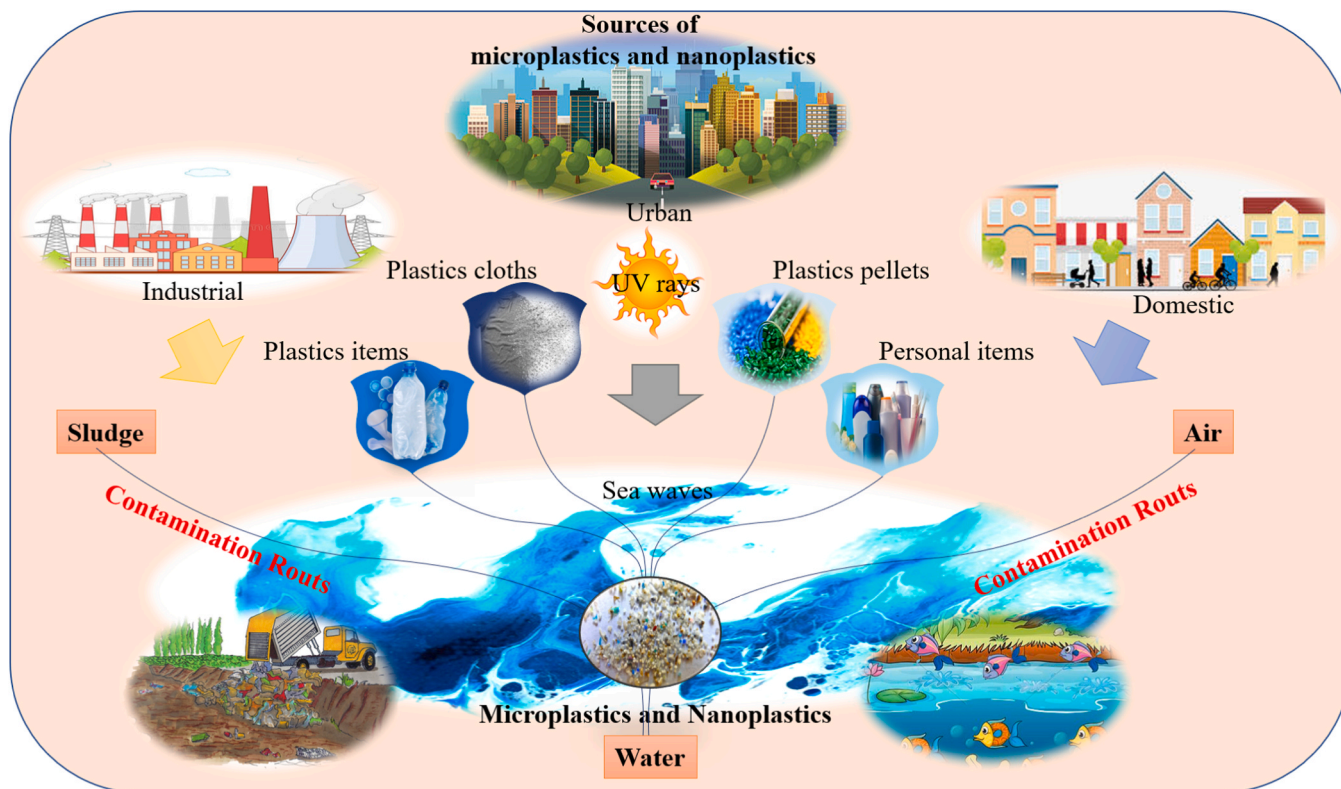 Sources of
microplastics and nanoplastics
Urban
Industrial
Domestic
Plastics cloths
UV rays
Plastics pellets
Plastics items
Personal items
Sludge
Air
Sea waves
Contamination Routs
Contamination Routs
Microplastics and Nanoplastics
Water